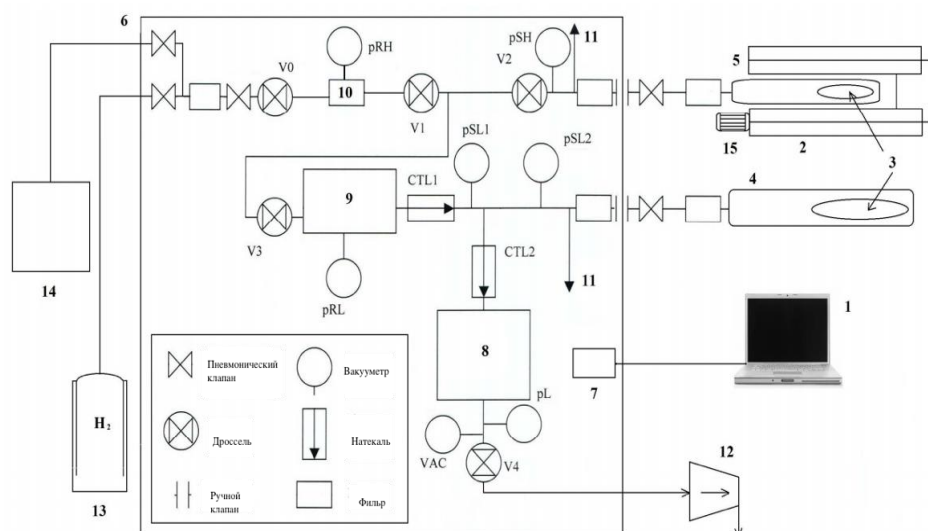 6
pRH
pSH
11
V0
V2
5
10
V1
15
2
pSL1
pSL2
3
CTL1
4
9
V3
CTL2
11
14
pRL
1
8
Пневмонический
клапан
Вакууметр
7
H₂
pL
Дроссель
Натекаль
VAC
V4
12
Ручной
клапан
Фильр
13